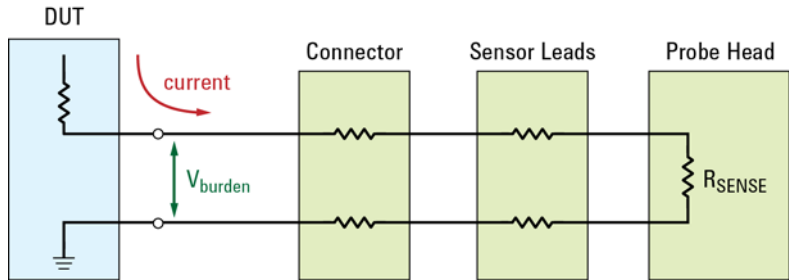 DUT
Connector
Sensor Leads
Probe Head
current
Vburden
RSENSE